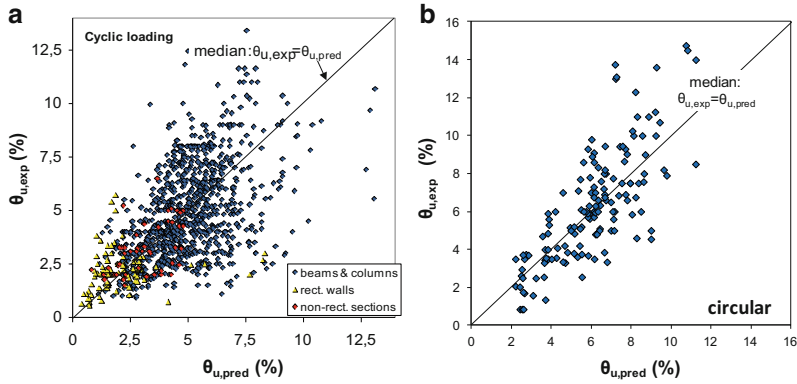 a
Cyclic loading
median:θu,exp=θu,pred
12,5
10
7,5
5
2,5
0
0
2,5
5
7,5
10
12,5
θu,exp (%)
θu,pred (%)
beams & columns
rect. walls
non-rect. sections
b
16
14
12
10
8
6
4
2
0
0
2
4
6
8
10
12
14
16
θu,exp (%)
θu,pred (%)
median:
θu,exp=θu,pred
circular